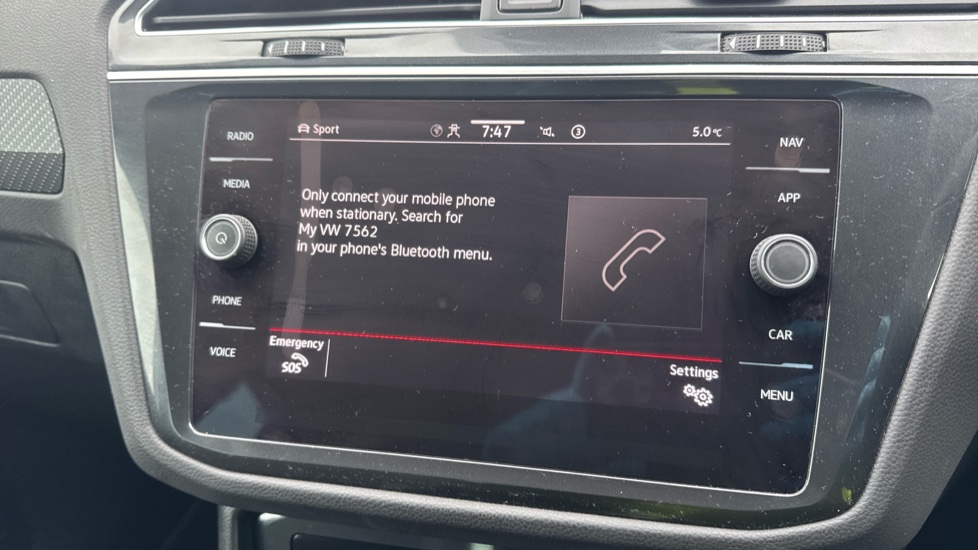 Sport
7:47
3
5.0°C
RADIO
MEDIA
PHONE
VOICE
Only connect your mobile phone
when stationary. Search for
My VW 7562
in your phone's Bluetooth menu.
Emergency
SOS
Settings
NAV
APP
CAR
MENU